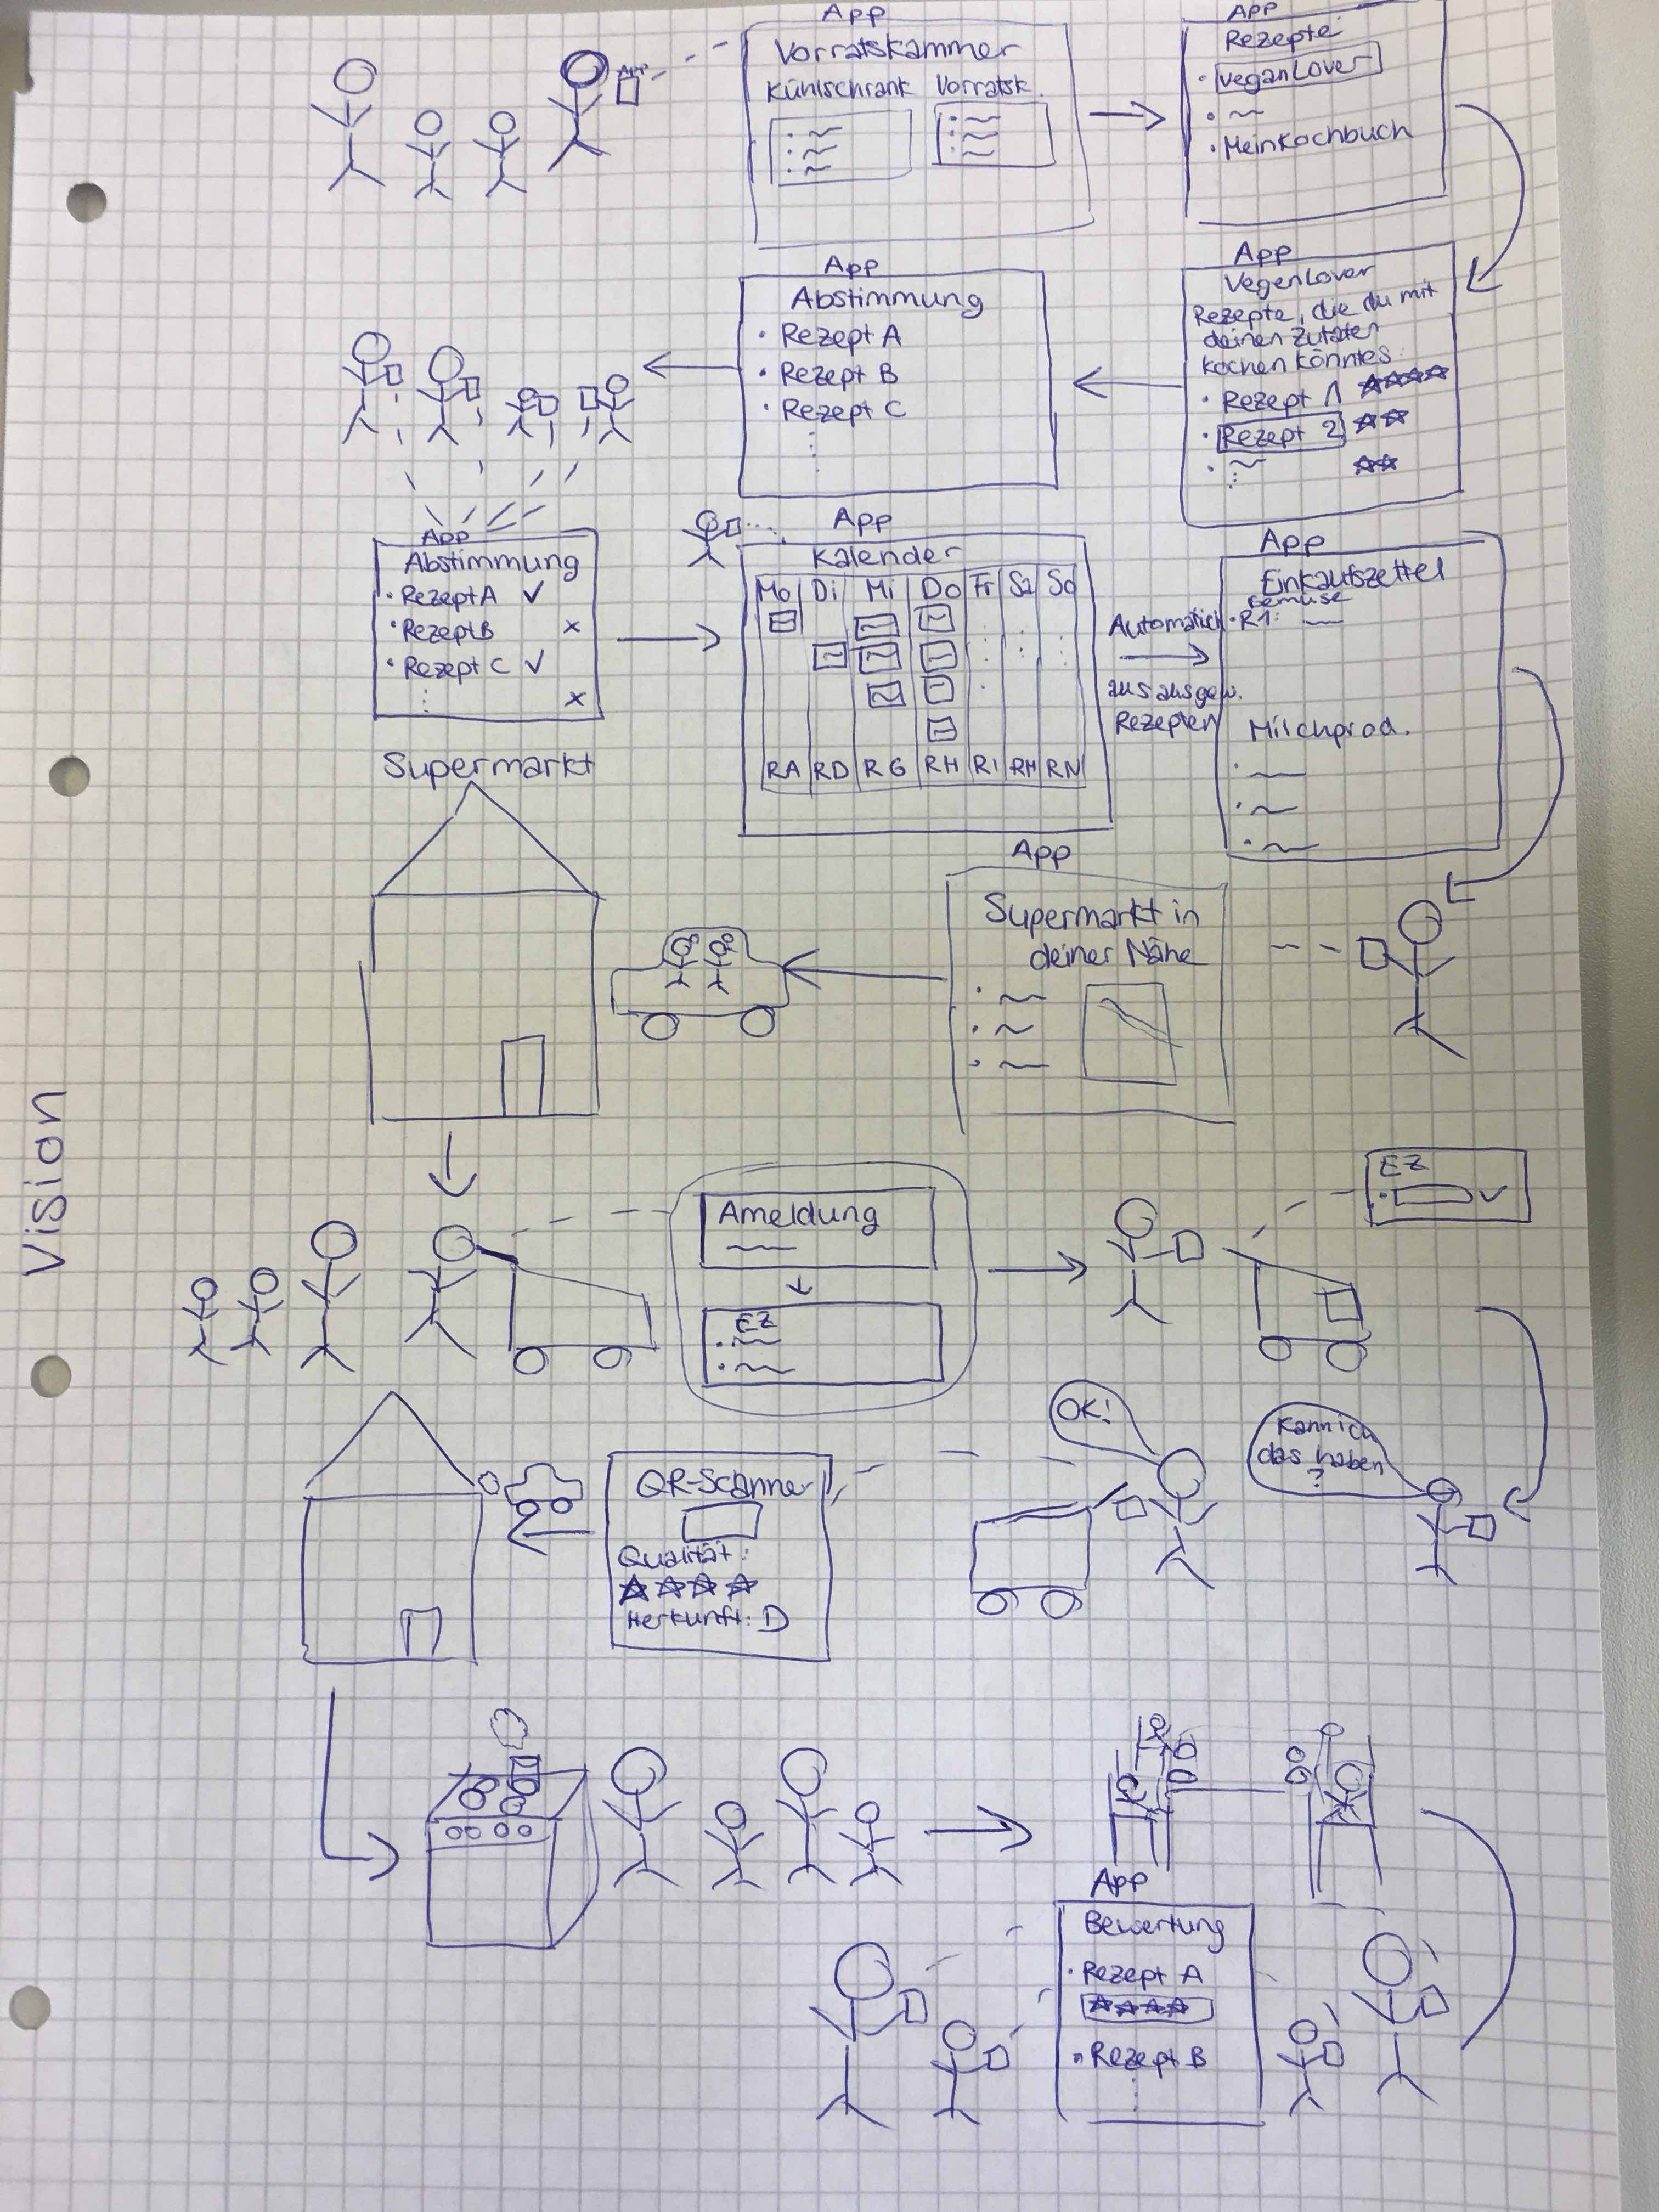 App
Vorratskammer
Kühlschrank Vorratsk.
App
App
Rezepte
• veganLover
• MeinKochbuch
App
VegenLover
Rezepte, die du mit
deinen Zutaten
kochen könntes:
• Rezept 1
• Rezept 2
App
Abstimmung
• Rezept A
• Rezept B
• Rezept C
App
Abstimmung
• Rezept A ✓
• Rezept B x
• Rezept C ✓
x
App
Kalender
Mo Di Mi Do Fr Sa So
RA RD RG RH RI RH RN
Automatisch
aus ausgew.
Rezepten
App
Einkaufszettel
Gemüse
• R1:
Milchprod.
Supermarkt
App
Supermarkt in
deiner Nähe
Vision
Ameldung
EZ
EZ
✓
Kann ich
das haben
?
OK!
QR-Scanner
Qualität:
Herkunft: D
App
Bewertung
• Rezept A
• Rezept B